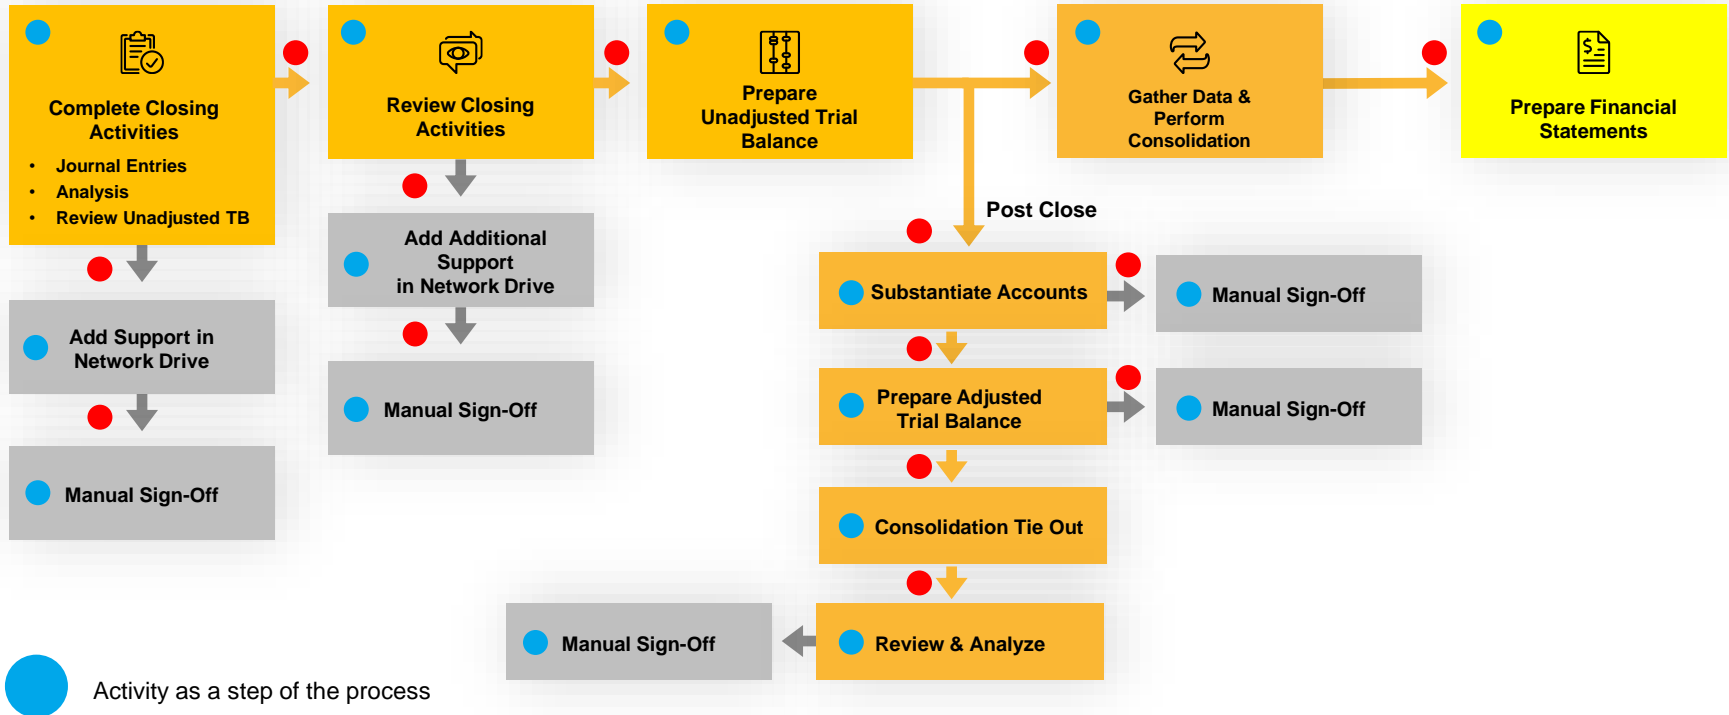 Complete Closing
Activities
• Journal Entries
• Analysis
• Review Unadjusted TB
Review Closing
Activities
Prepare
Unadjusted Trial
Balance
Gather Data &
Perform
Consolidation
Prepare Financial
Statements
Post Close
Add Additional
Support
in Network Drive
Substantiate Accounts
Manual Sign-Off
Add Support in
Network Drive
Manual Sign-Off
Prepare Adjusted
Trial Balance
Manual Sign-Off
Manual Sign-Off
Consolidation Tie Out
Manual Sign-Off
Review & Analyze
Activity as a step of the process